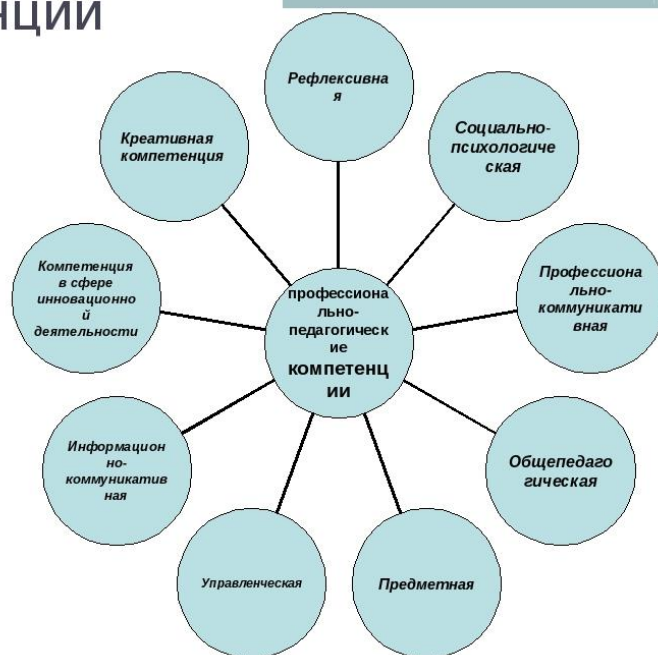 нции
Рефлексивна
я
Социально-
психологиче
ская
Профессиона
льно-
коммуникати
вная
Общепедаго
гическая
Предметная
Управленческая
Информацион
но-
коммуникатив
ная
Компетенция
в сфере
инновационно
й
деятельности
Креативная
компетенция
профессиона
льно-
педагогическ
ие
компетенц
ии